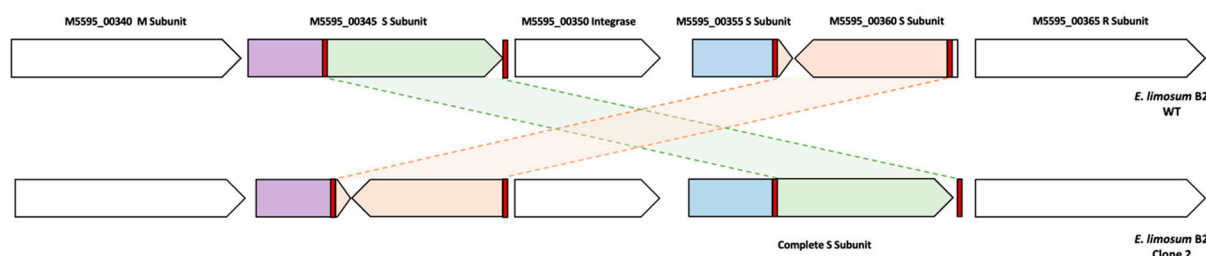 M5595_00340 M Subunit
M5595_00345 S Subunit
M5595_00350 Integrase
M5595_00355 S Subunit
M5595_00360 S Subunit
M5595_00365 R Subunit
E. limosum B2
WT
Complete S Subunit
E. limosum B2
Clone 2